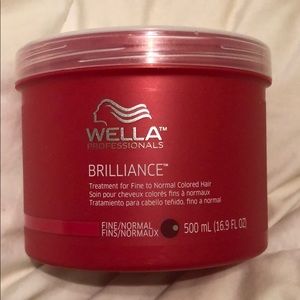 WELLA™
PROFESSIONALS
BRILLIANCE™
Treatment for Fine to Normal Colored Hair
Soin pour cheveux colorés fins à normaux
Tratamiento para cabello teñido, fino a normal
FINE/NORMAL
FINS/NORMAUX
500 mL (16.9 FL OZ)